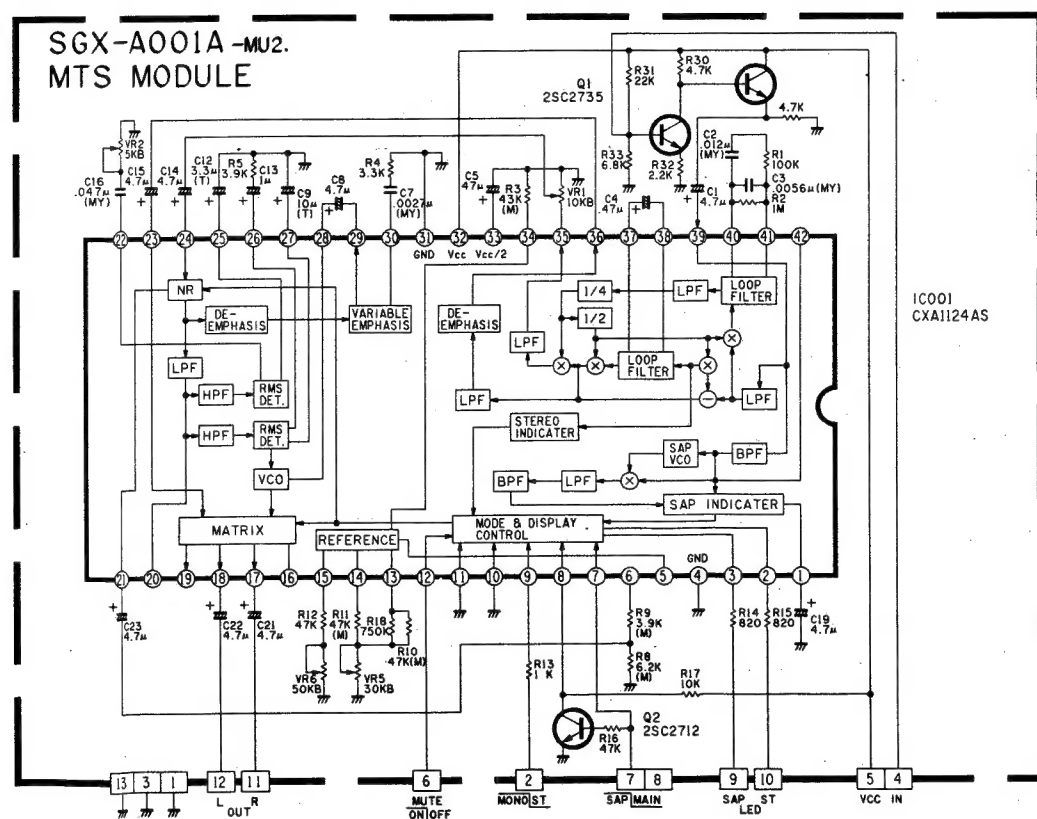 SGX-A001A -MU2.
MTS MODULE
Q1
2SC2735
R31
22K
R30
4.7K
4.7K
R33
6.8K
R32
2.2K
C2
.012μ
(MY)
R1
100K
C3
.0056μ(MY)
R2
1M
C1
4.7μ
VR2
5KB
C16
.047μ
(MY)
C15
4.7μ
C14
4.7μ
C12
3.3μ
(T)
R5
3.9K
C13
1μ
C9
10μ
(T)
C8
4.7μ
R4
3.3K
C7
.0027μ
(MY)
C5
47μ
R3
43K
(M)
VR1
10KB
C4
.47μ
22 23 24 25 26 27 28 29 30 31 32 33 34 35 36 37 38 39 40 41 42
GND Vcc Vcc/2
NR
DE-
EMPHASIS
VARIABLE
EMPHASIS
DE-
EMPHASIS
1/4
LPF
LOOP
FILTER
1/2
IC001
CXA1124AS
LPF
LPF
LOOP
FILTER
HPF
RMS
DET.
LPF
LPF
HPF
RMS
DET.
STEREO
INDICATER
VCO
SAP
VCO
BPF
BPF
LPF
SAP INDICATER
MATRIX
REFERENCE
MODE & DISPLAY
CONTROL
GND
21 20 19 18 17 16 15 14 13 12 11 10 9 8 7 6 5 4 3 2 1
C23
4.7μ
C22
4.7μ
C21
4.7μ
R12
47K
R11
47K
(M)
R18
750K
R10
47K(M)
VR6
50KB
VR5
30KB
R13
1K
R9
3.9K
(M)
R8
6.2K
(M)
R14
820
R15
820
C19
4.7μ
R17
10K
Q2
2SC2712
R16
47K
13 3 1 12 11 6 2 7 8 9 10 5 4
L R
OUT
MUTE
ON OFF
MONO ST
SAP MAIN
SAP ST
LED
VCC IN